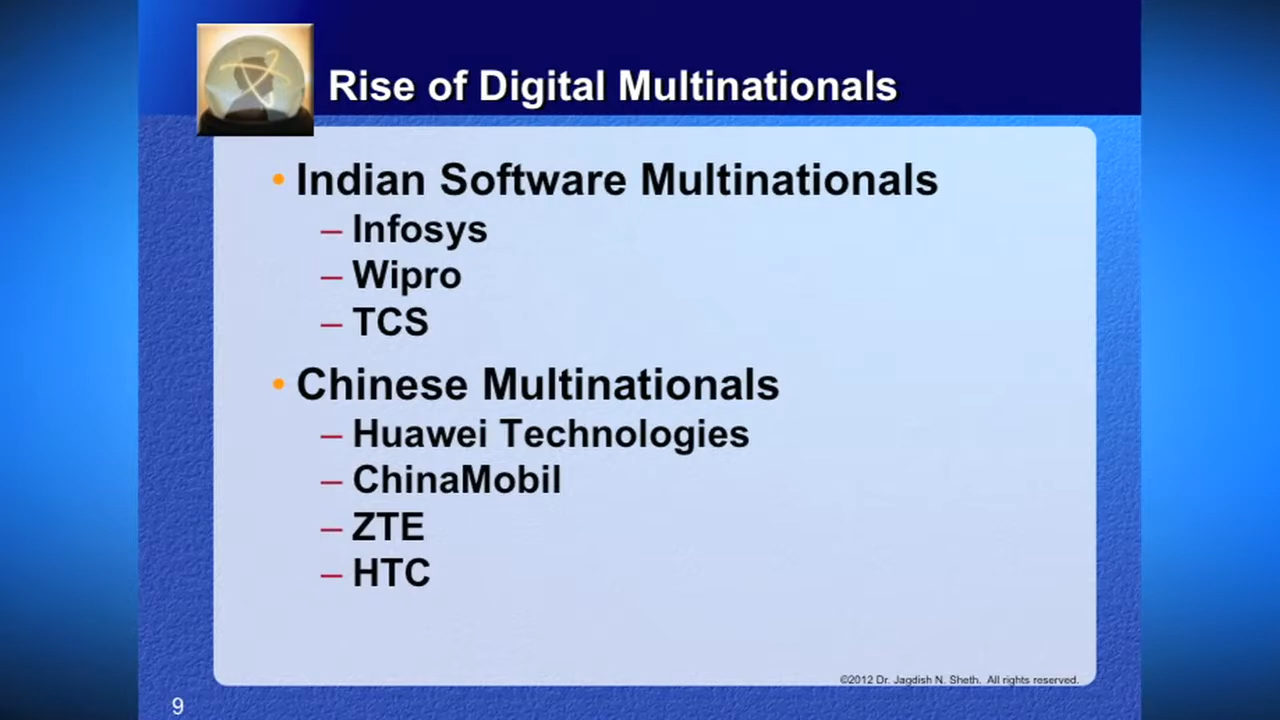 Rise of Digital Multinationals
• Indian Software Multinationals
– Infosys
– Wipro
– TCS
• Chinese Multinationals
– Huawei Technologies
– ChinaMobil
– ZTE
– HTC
©2012 Dr. Jagdish N. Sheth. All rights reserved.
9